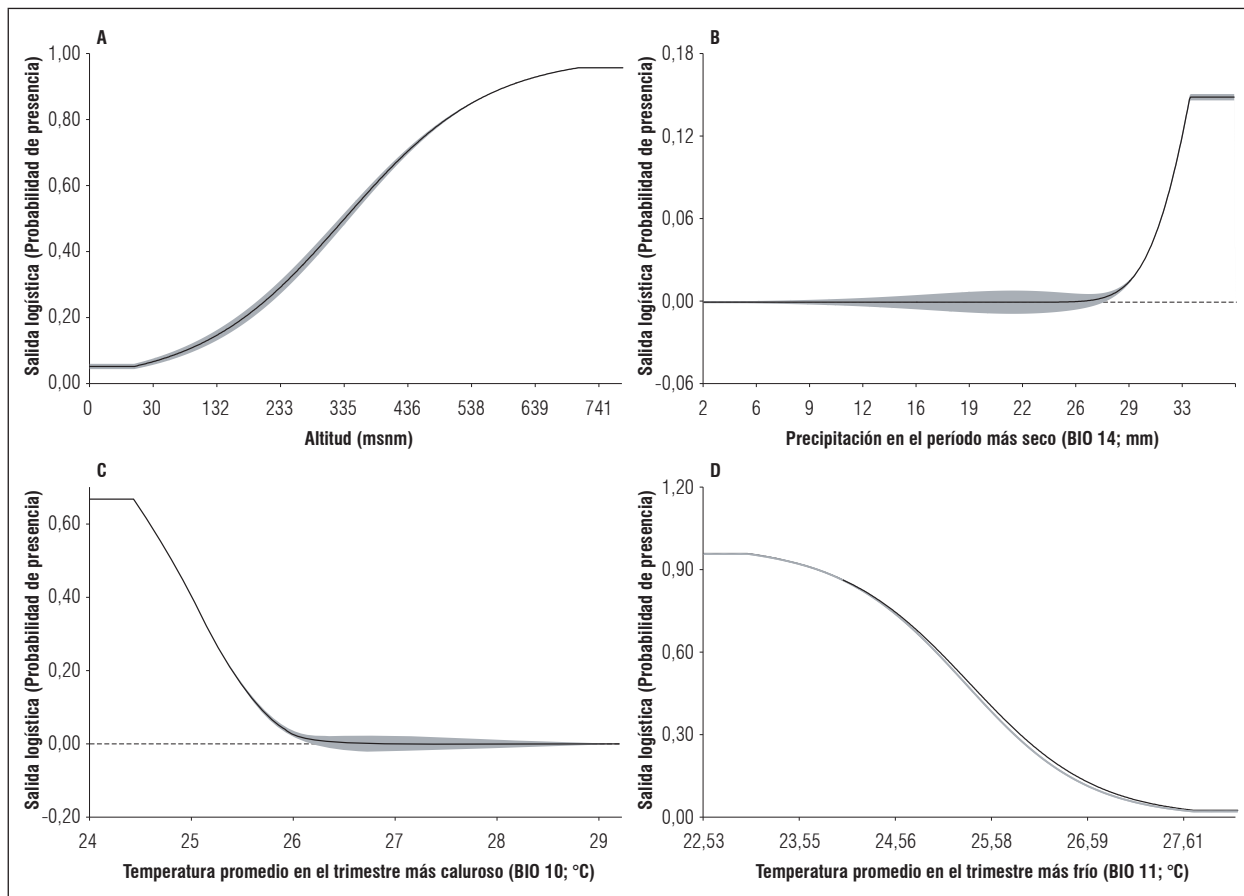 A
Salida logística (Probabilidad de presencia)
1,00
0,80
0,60
0,40
0,20
0,00
0 30 132 233 335 436 538 639 741
Altitud (msnm)
B
Salida logística (Probabilidad de presencia)
0,18
0,12
0,06
0,00
-0,06
2 6 9 12 16 19 22 26 29 33
Precipitación en el período más seco (BIO 14; mm)
C
Salida logística (Probabilidad de presencia)
0,60
0,40
0,20
0,00
-0,20
24 25 26 27 28 29
Temperatura promedio en el trimestre más caluroso (BIO 10; °C)
D
Salida logística (Probabilidad de presencia)
1,20
0,90
0,60
0,30
0,00
22,53 23,55 24,56 25,58 26,59 27,61
Temperatura promedio en el trimestre más frío (BIO 11; °C)